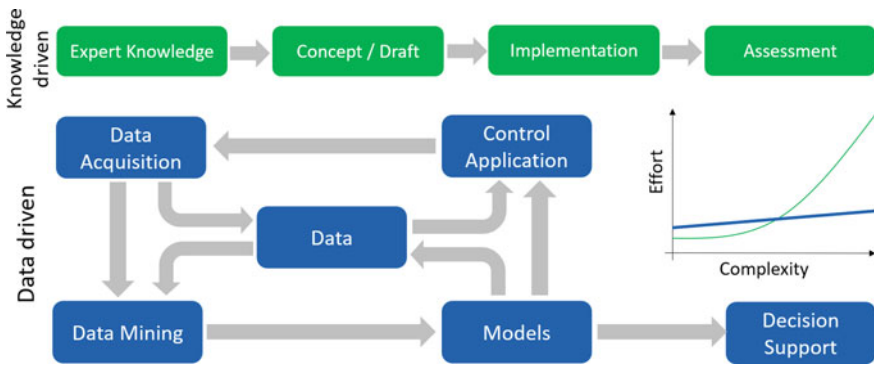 Knowledge
driven
Expert Knowledge
Concept / Draft
Implementation
Assessment
Data driven
Data
Acquisition
Control
Application
Data
Data Mining
Models
Decision
Support
Effort
Complexity